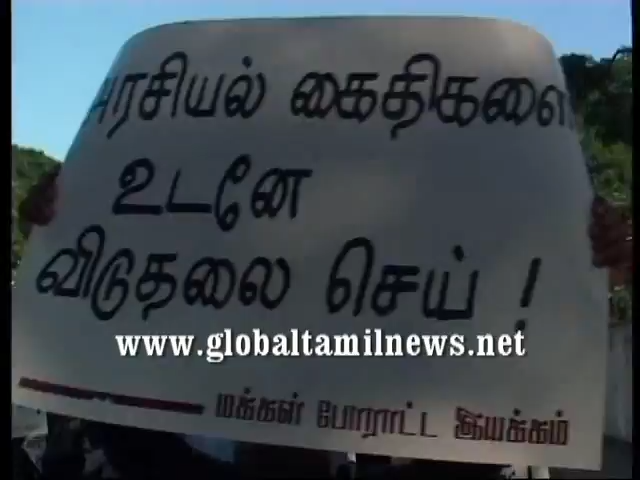 அரசியல் கைதிகளை
உடனே
விடுதலை செய் !
www.globaltamilnews.net
மக்கள் போராட்ட இயக்கம்